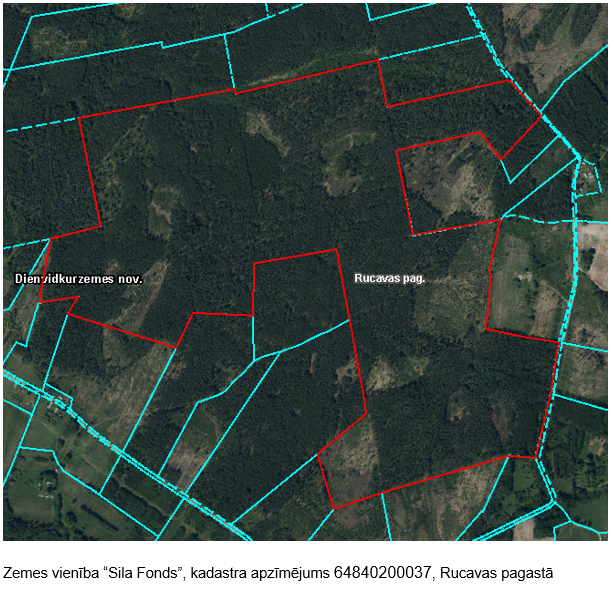 Dienvidkurzemes nov.
Rucavas pag.
Zemes vienība “Sila Fonds”, kadastra apzīmējums 64840200037, Rucavas pagastā